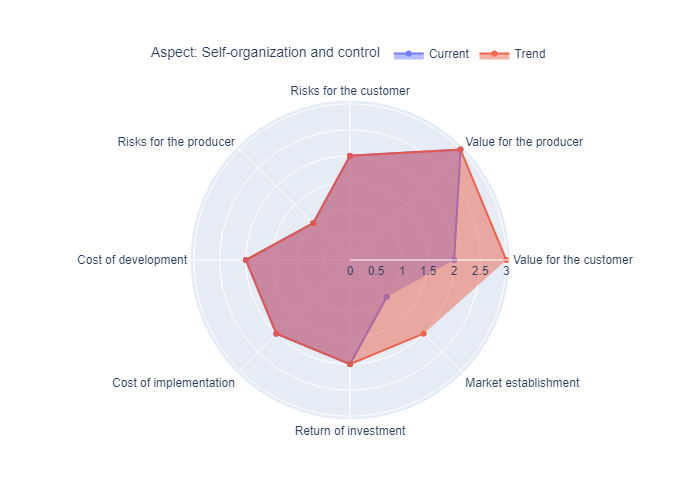 Aspect: Self-organization and control Current Trend
Risks for the customer
Risks for the producer Value for the producer
Cost of development Value for the customer
0 0.5 1 1.5 2 2.5 3
Cost of implementation Market establishment
Return of investment